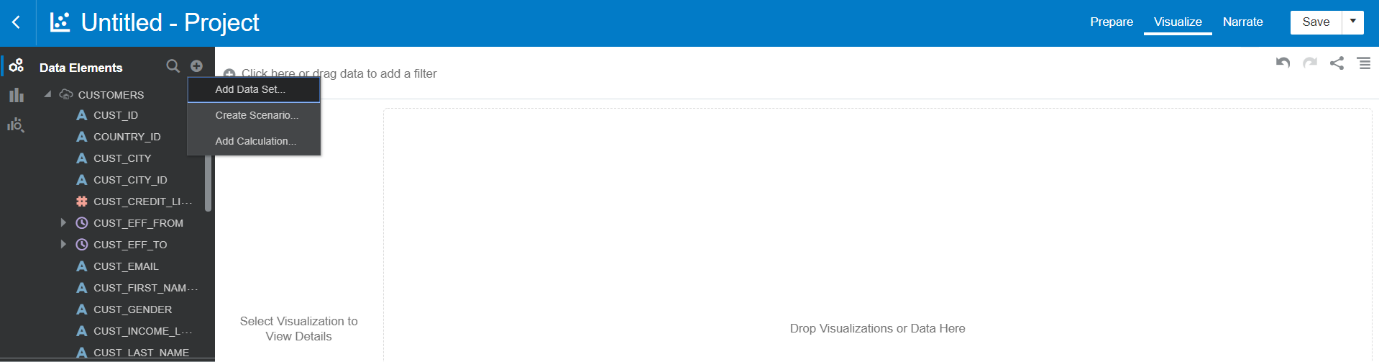 Untitled - Project
Prepare
Visualize
Narrate
Save
Data Elements
Click here or drag data to add a filter
Add Data Set...
Create Scenario...
Add Calculation...
CUSTOMERS
CUST_ID
COUNTRY_ID
CUST_CITY
CUST_CITY_ID
CUST_CREDIT_LI...
CUST_EFF_FROM
CUST_EFF_TO
CUST_EMAIL
CUST_FIRST_NAM...
CUST_GENDER
CUST_INCOME_L...
CUST_LAST_NAME
Select Visualization to
View Details
Drop Visualizations or Data Here